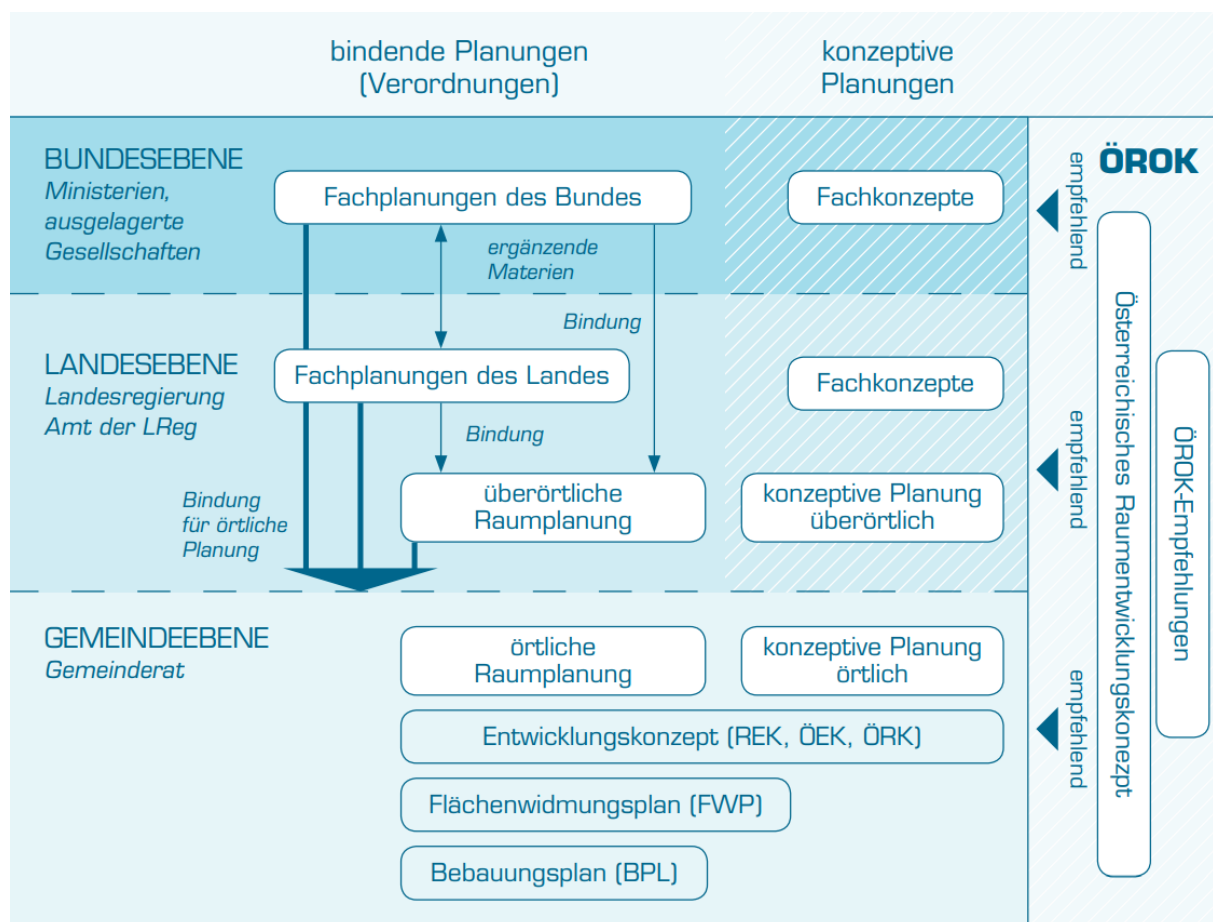 bindende Planungen
(Verordnungen)
konzeptive
Planungen
BUNDESEBENE
Ministerien,
ausgelagerte
Gesellschaften
Fachplanungen des Bundes
Fachkonzepte
ergänzende
Materien
Bindung
LANDESEBENE
Landesregierung
Amt der LReg
Fachplanungen des Landes
Fachkonzepte
Bindung
Bindung
für örtliche
Planung
überörtliche
Raumplanung
konzeptive Planung
überörtlich
GEMEINDEEBENE
Gemeinderat
örtliche
Raumplanung
konzeptive Planung
örtlich
Entwicklungskonzept (REK, ÖEK, ÖRK)
Flächenwidmungsplan (FWP)
Bebauungsplan (BPL)
ÖROK
empfehlend
empfehlend
empfehlend
Österreichisches Raumentwicklungskonezpt
ÖROK-Empfehlungen